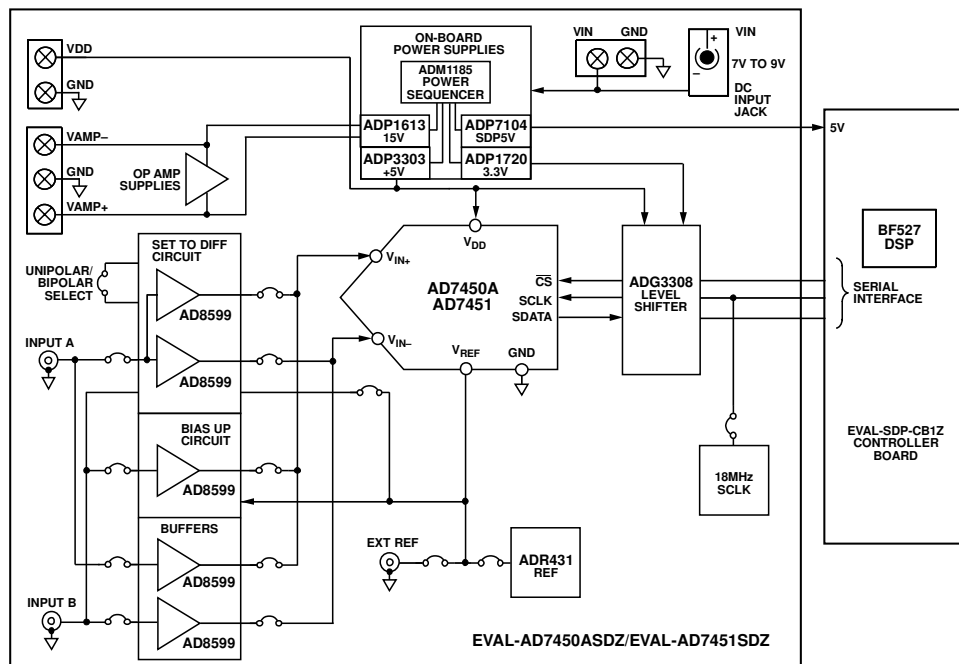 VDD
GND
VAMP–
GND
VAMP+
OP AMP
SUPPLIES
ON-BOARD
POWER SUPPLIES
ADM1185
POWER
SEQUENCER
ADP1613
15V
ADP7104
SDP5V
ADP3303
+5V
ADP1720
3.3V
VIN
GND
VIN
+
–
7V TO 9V
DC
INPUT
JACK
5V
BF527
DSP
SERIAL
INTERFACE
EVAL-SDP-CB1Z
CONTROLLER
BOARD
SET TO DIFF
CIRCUIT
UNIPOLAR/
BIPOLAR
SELECT
AD8599
INPUT A
AD8599
BIAS UP
CIRCUIT
AD8599
BUFFERS
AD8599
INPUT B
AD8599
VDD
VIN+
AD7450A
AD7451
CS
SCLK
SDATA
VIN–
VREF
GND
ADG3308
LEVEL
SHIFTER
18MHz
SCLK
EXT REF
ADR431
REF
EVAL-AD7450ASDZ/EVAL-AD7451SDZ